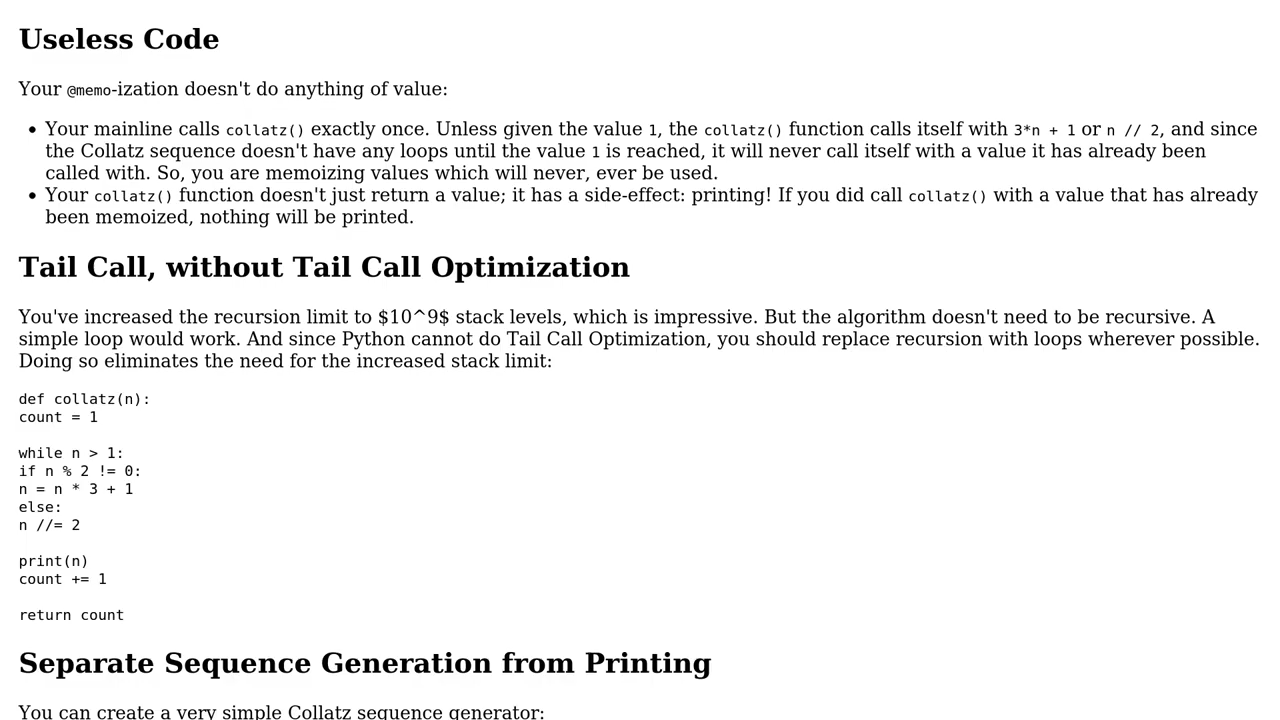 Useless Code
Your @memo-ization doesn't do anything of value:
• Your mainline calls collatz() exactly once. Unless given the value 1, the collatz() function calls itself with 3*n + 1 or n // 2, and since
the Collatz sequence doesn't have any loops until the value 1 is reached, it will never call itself with a value it has already been
called with. So, you are memoizing values which will never, ever be used.
• Your collatz() function doesn't just return a value; it has a side-effect: printing! If you did call collatz() with a value that has already
been memoized, nothing will be printed.
Tail Call, without Tail Call Optimization
You've increased the recursion limit to $10^9$ stack levels, which is impressive. But the algorithm doesn't need to be recursive. A
simple loop would work. And since Python cannot do Tail Call Optimization, you should replace recursion with loops wherever possible.
Doing so eliminates the need for the increased stack limit:
def collatz(n):
count = 1
while n > 1:
if n % 2 != 0:
n = n * 3 + 1
else:
n //= 2
print(n)
count += 1
return count
Separate Sequence Generation from Printing
You can create a very simple Collatz sequence generator: